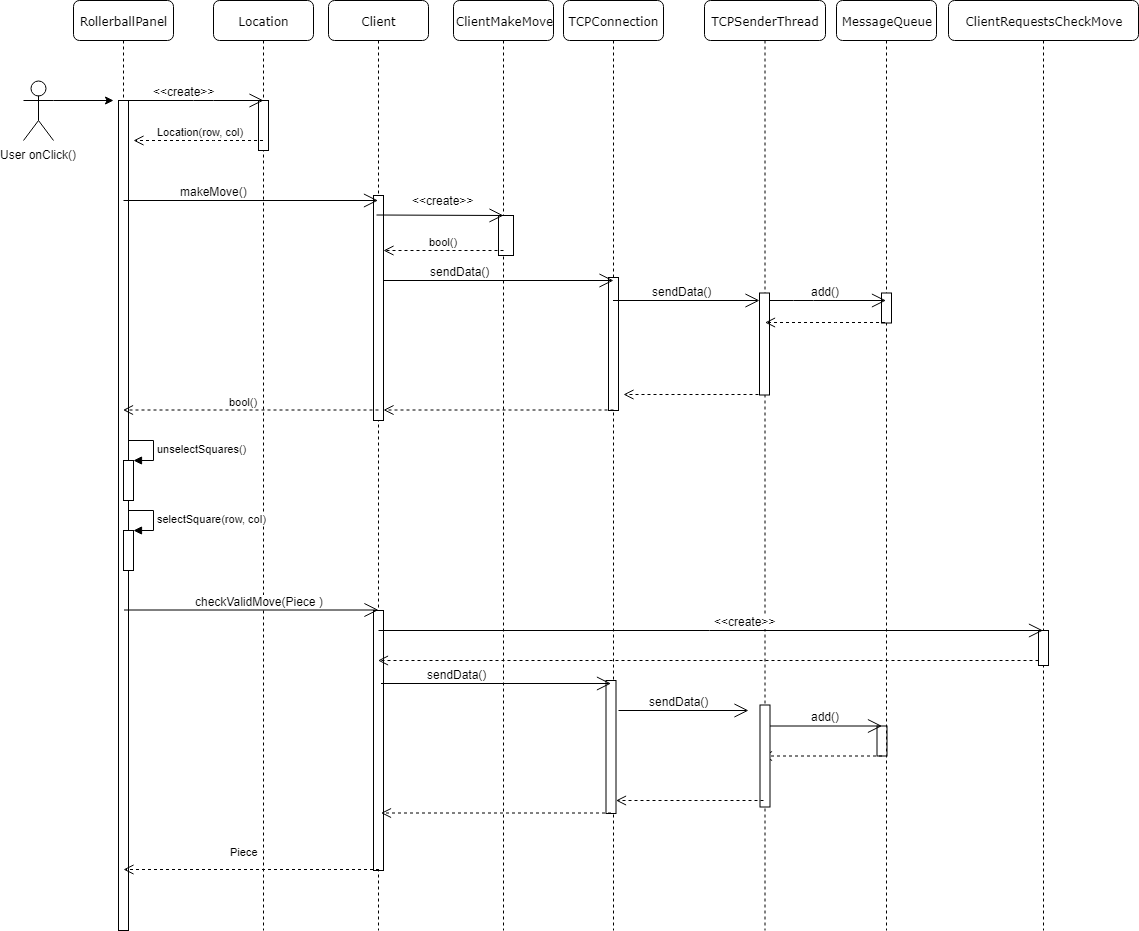 RollerballPanel
Location
Client
ClientMakeMove
TCPConnection
TCPSenderThread
MessageQueue
ClientRequestsCheckMove
<<create>>
Location(row, col)
User onClick()
makeMove()
<<create>>
bool()
sendData()
sendData()
add()
bool()
unselectSquares()
selectSquare(row, col)
checkValidMove(Piece )
<<create>>
sendData()
sendData()
add()
Piece